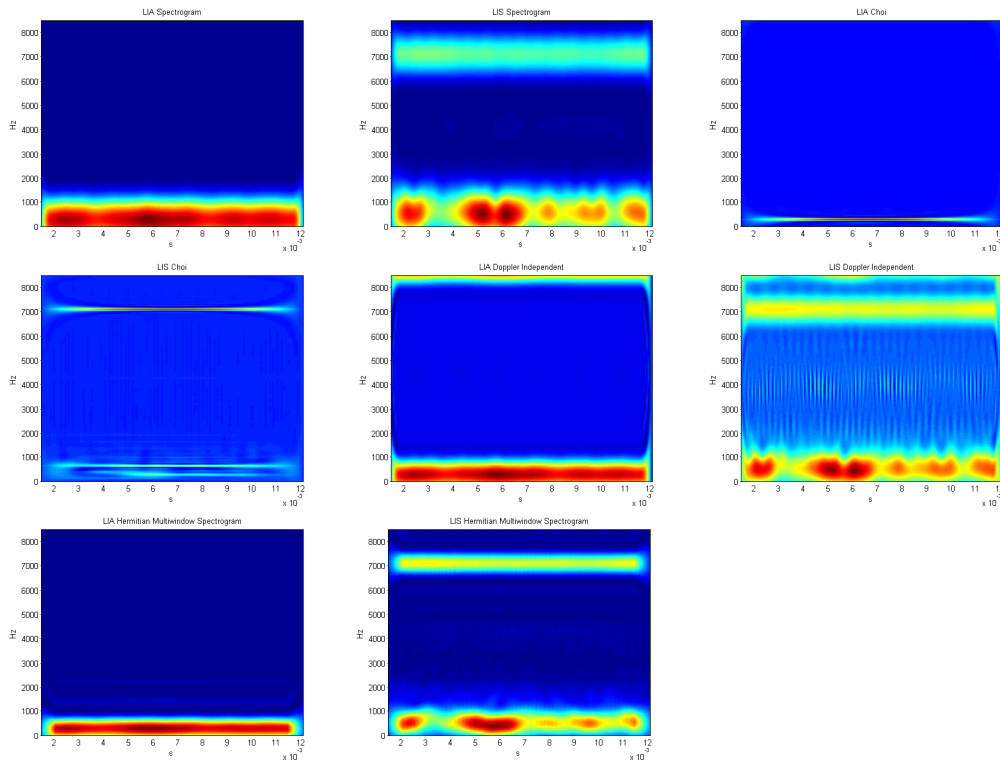 LIA Spectrogram
8000
7000
6000
5000
4000
3000
2000
1000
0
Hz
2 3 4 5 6 7 8 9 10 11 12
s
x 10^-3
LIS Spectrogram
8000
7000
6000
5000
4000
3000
2000
1000
0
Hz
2 3 4 5 6 7 8 9 10 11 12
s
x 10^-3
LIA Choi
8000
7000
6000
5000
4000
3000
2000
1000
0
Hz
2 3 4 5 6 7 8 9 10 11 12
s
x 10^-3
LIS Choi
8000
7000
6000
5000
4000
3000
2000
1000
0
Hz
2 3 4 5 6 7 8 9 10 11 12
s
x 10^-3
LIA Doppler Independent
8000
7000
6000
5000
4000
3000
2000
1000
0
Hz
2 3 4 5 6 7 8 9 10 11 12
s
x 10^-3
LIS Doppler Independent
8000
7000
6000
5000
4000
3000
2000
1000
0
Hz
2 3 4 5 6 7 8 9 10 11 12
s
x 10^-3
LIA Hermitian Multiwindow Spectrogram
8000
7000
6000
5000
4000
3000
2000
1000
0
Hz
2 3 4 5 6 7 8 9 10 11 12
s
x 10^-3
LIS Hermitian Multiwindow Spectrogram
8000
7000
6000
5000
4000
3000
2000
1000
0
Hz
2 3 4 5 6 7 8 9 10 11 12
s
x 10^-3